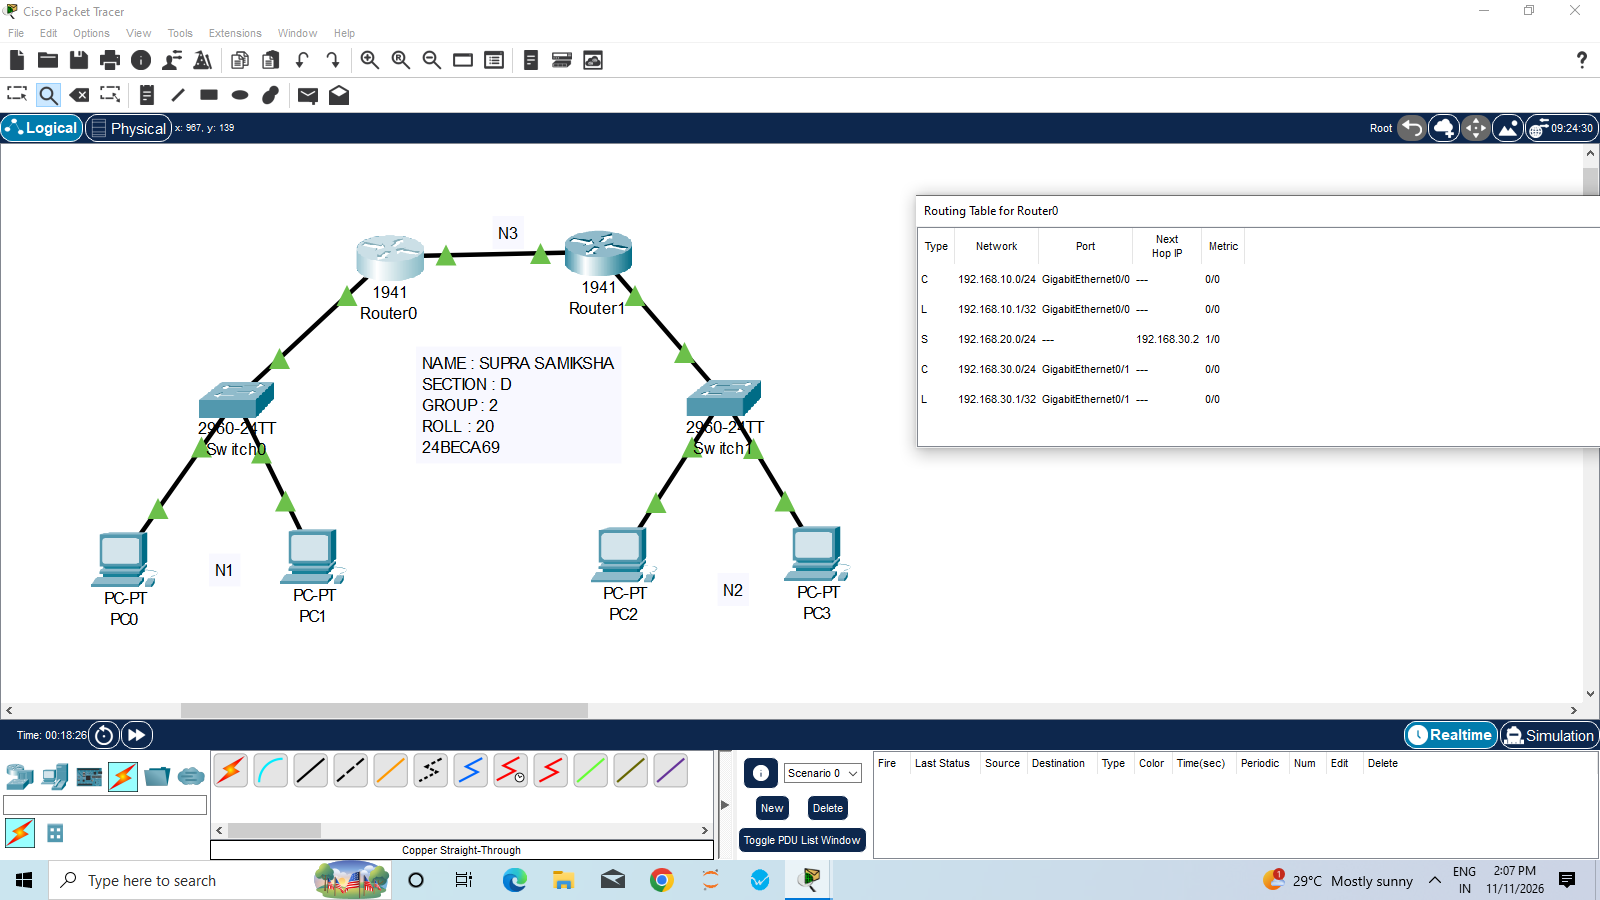 Cisco Packet Tracer
File Edit Options View Tools Extensions Window Help
Logical Physical x: 967, y: 139 Root 09:24:30
Routing Table for Router0
Type Network Port Next Hop IP Metric
C 192.168.10.0/24 GigabitEthernet0/0 --- 0/0
L 192.168.10.1/32 GigabitEthernet0/0 --- 0/0
S 192.168.20.0/24 --- 192.168.30.2 1/0
C 192.168.30.0/24 GigabitEthernet0/1 --- 0/0
L 192.168.30.1/32 GigabitEthernet0/1 --- 0/0
N3
1941
Router0
1941
Router1
NAME : SUPRA SAMIKSHA
SECTION : D
GROUP : 2
ROLL : 20
24BECA69
2960-24TT
Switch0
2960-24TT
Switch1
PC-PT
PC0
N1
PC-PT
PC1
PC-PT
PC2
N2
PC-PT
PC3
Time: 00:18:26 Realtime Simulation
Scenario 0
New Delete
Toggle PDU List Window
Fire Last Status Source Destination Type Color Time(sec) Periodic Num Edit Delete
Copper Straight-Through
Type here to search
1
29°C Mostly sunny
ENG
IN
2:07 PM
11/11/2026